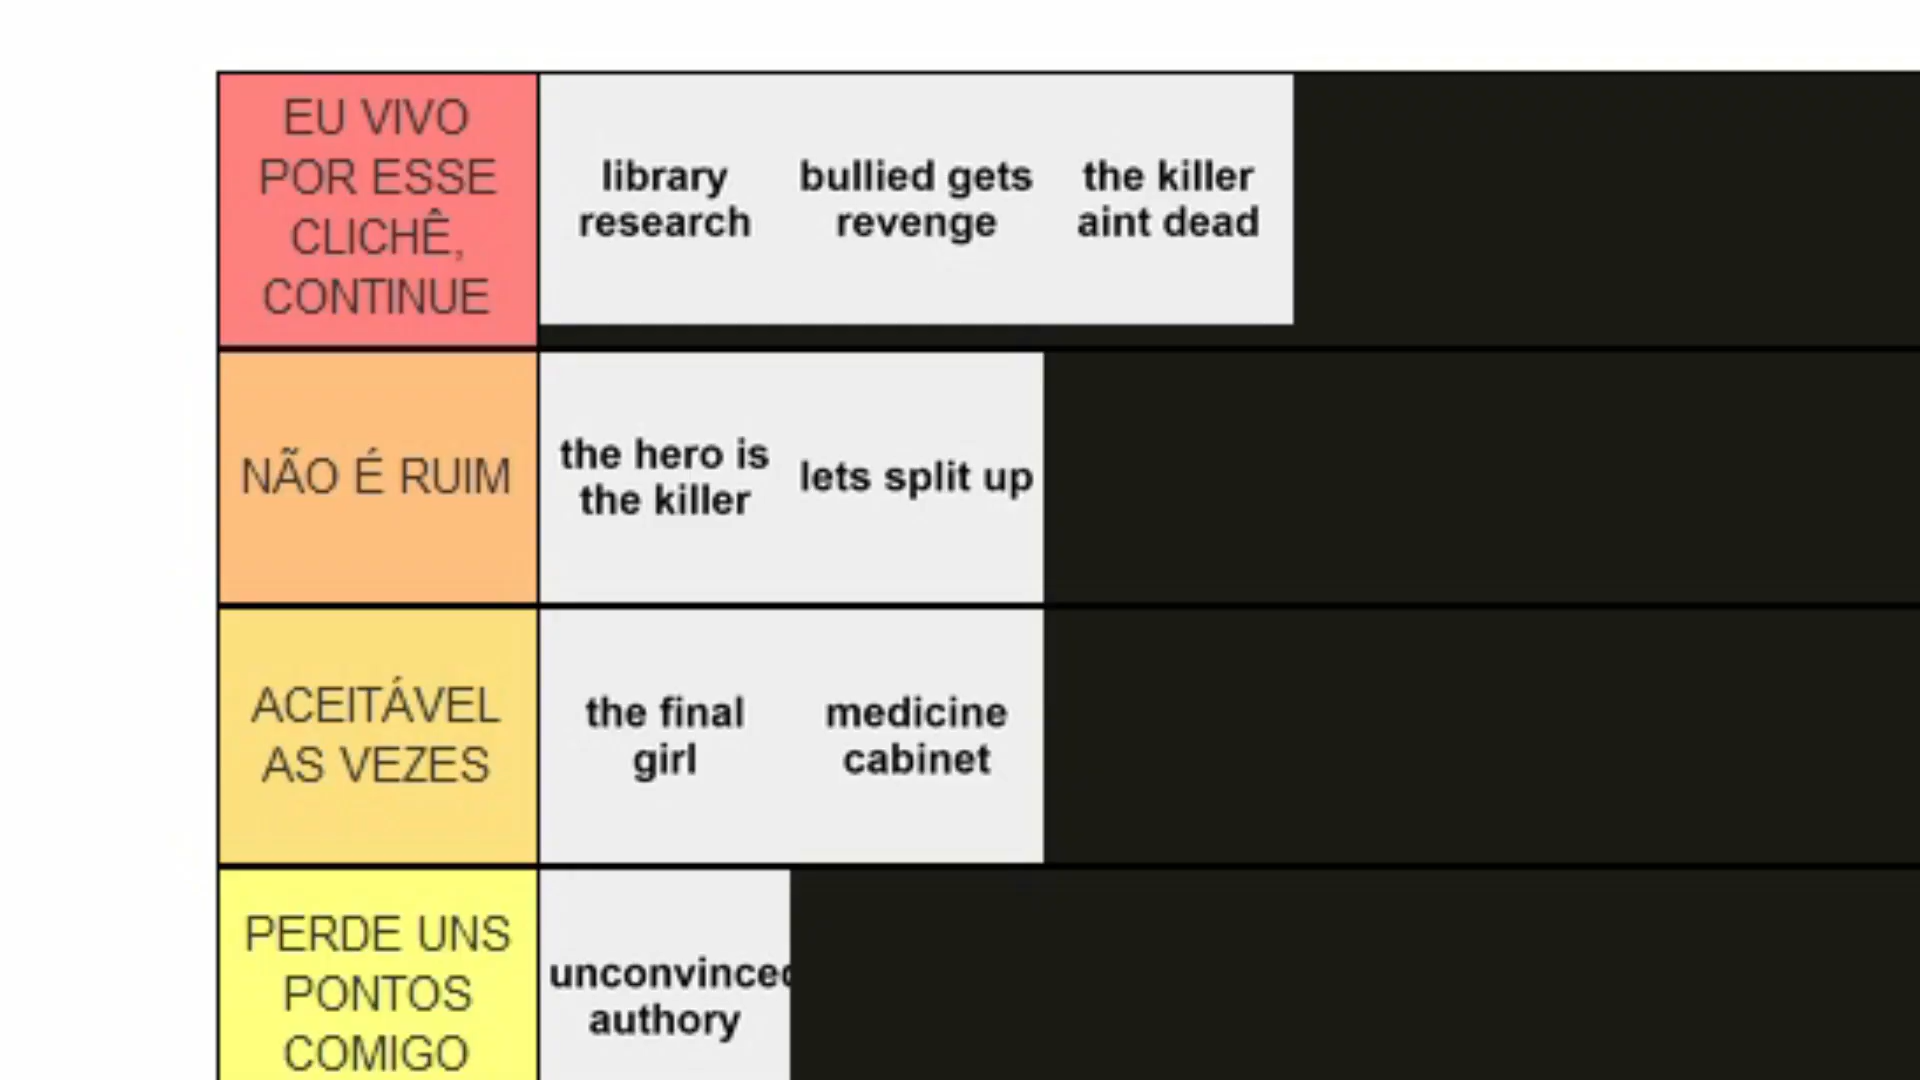 EU VIVO
POR ESSE
CLICHÊ,
CONTINUE
library
research
bullied gets
revenge
the killer
aint dead
NÃO É RUIM
the hero is
the killer
lets split up
ACEITÁVEL
AS VEZES
the final
girl
medicine
cabinet
PERDE UNS
PONTOS
COMIGO
unconvinced
authory